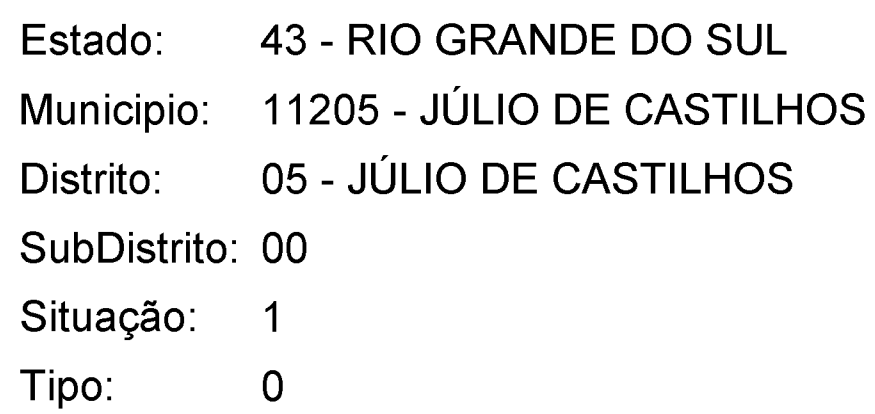 Estado: 43 - RIO GRANDE DO SUL
Municipio: 11205 - JÚLIO DE CASTILHOS
Distrito: 05 - JÚLIO DE CASTILHOS
SubDistrito: 00
Situação: 1
Tipo: 0